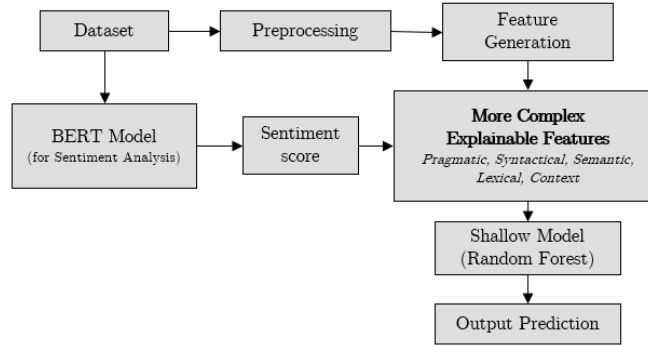 Dataset
Preprocessing
Feature
Generation
BERT Model
(for Sentiment Analysis)
Sentiment
score
More Complex
Explainable Features
Pragmatic, Syntactical, Semantic,
Lexical, Context
Shallow Model
(Random Forest)
Output Prediction